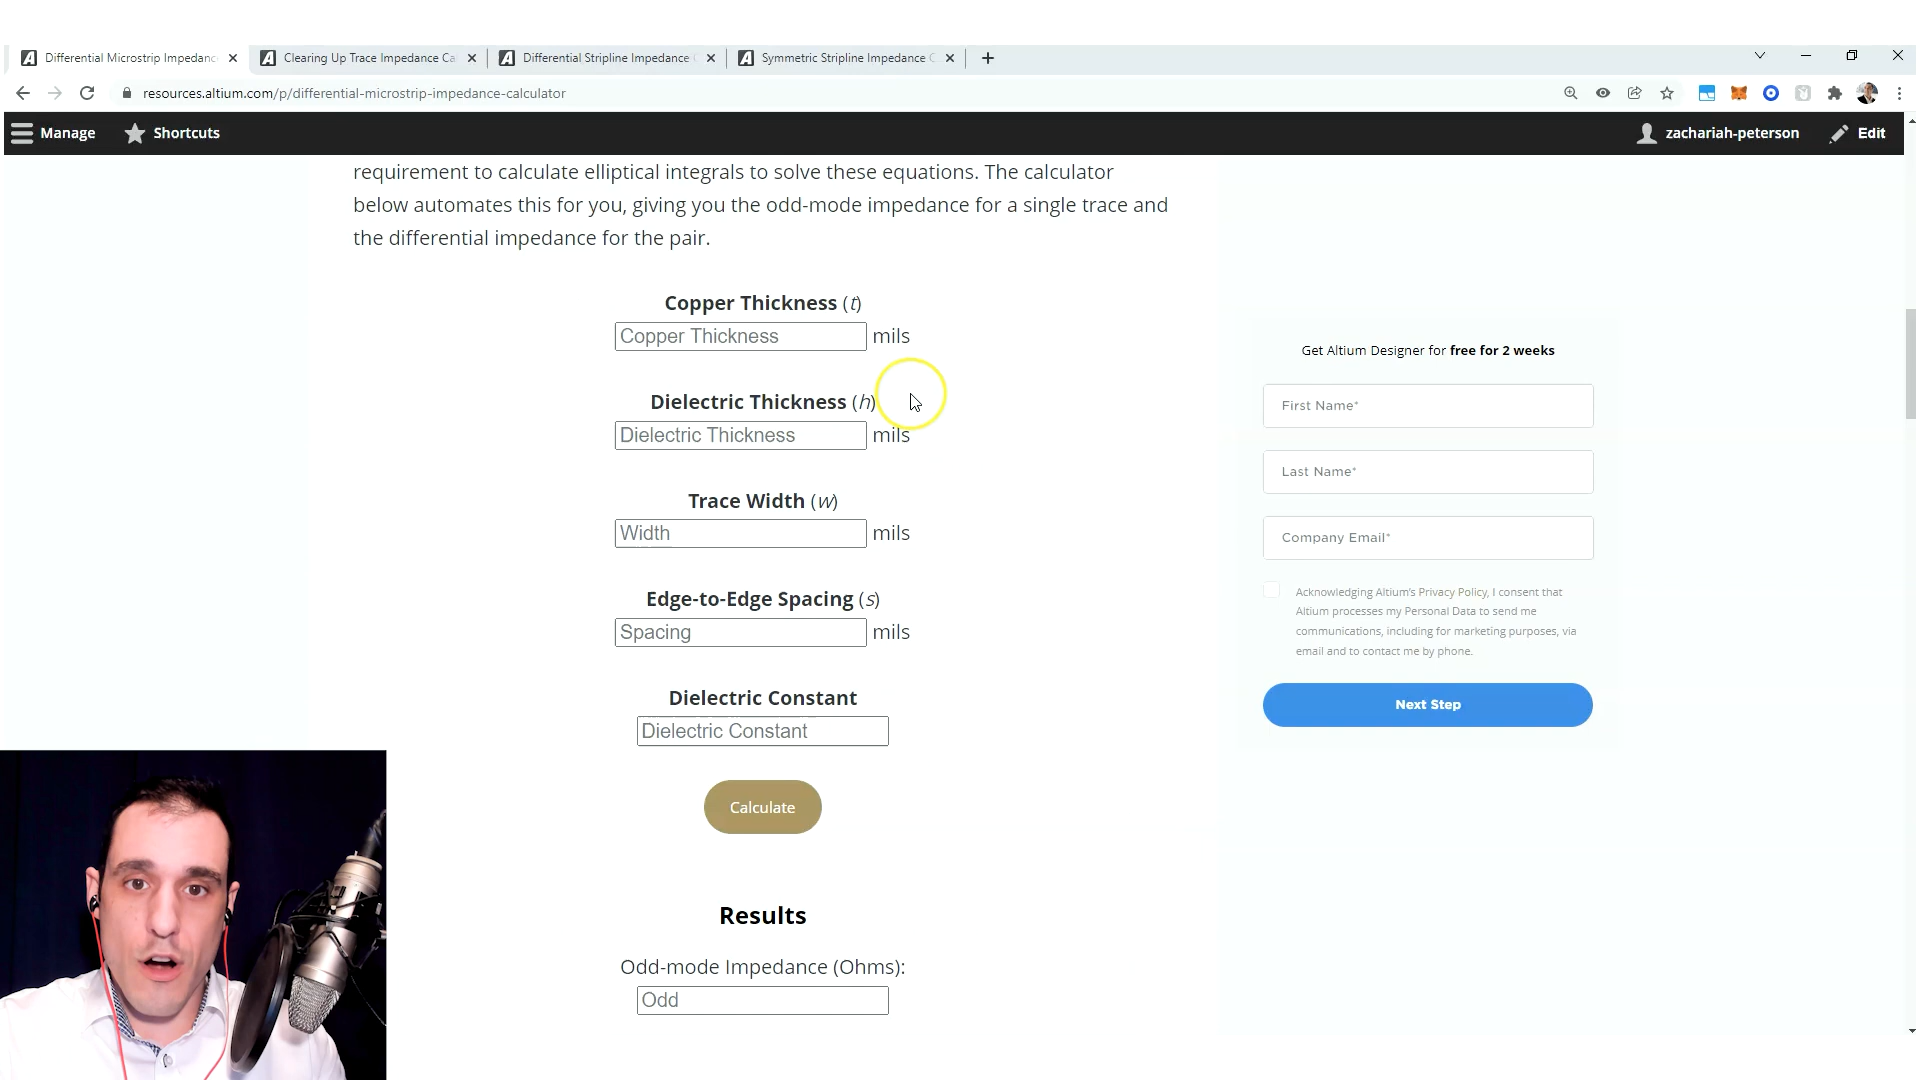 Differential Microstrip Impedanc
Clearing Up Trace Impedance Ca
Differential Stripline Impedance C
Symmetric Stripline Impedance C
resources.altium.com/p/differential-microstrip-impedance-calculator
Manage
Shortcuts
zachariah-peterson
Edit
requirement to calculate elliptical integrals to solve these equations. The calculator
below automates this for you, giving you the odd-mode impedance for a single trace and
the differential impedance for the pair.
Copper Thickness (t)
Copper Thickness mils
Dielectric Thickness (h)
Dielectric Thickness mils
Trace Width (w)
Width mils
Edge-to-Edge Spacing (s)
Spacing mils
Dielectric Constant
Dielectric Constant
Calculate
Results
Odd-mode Impedance (Ohms):
Odd
Get Altium Designer for free for 2 weeks
First Name*
Last Name*
Company Email*
Acknowledging Altium's Privacy Policy, I consent that
Altium processes my Personal Data to send me
communications, including for marketing purposes, via
email and to contact me by phone.
Next Step